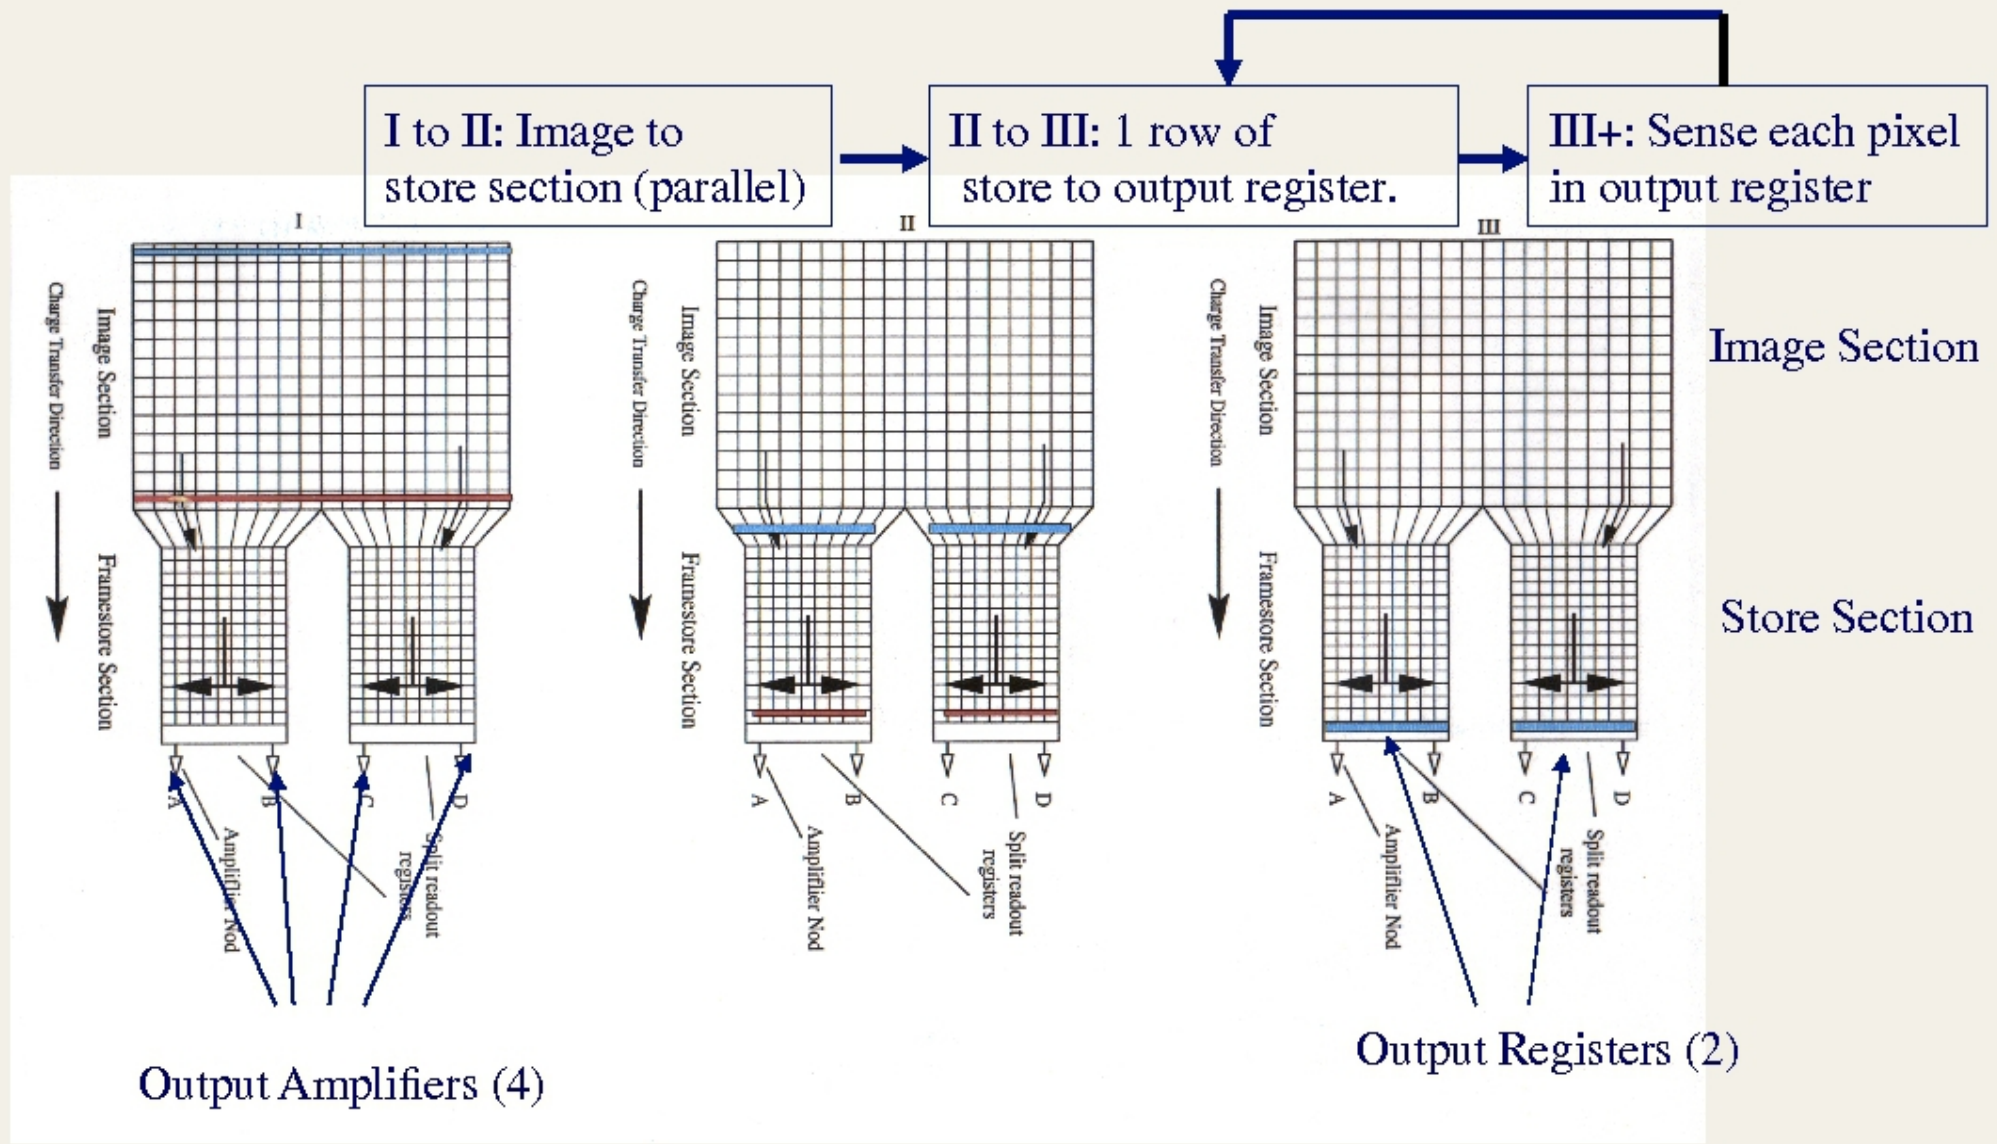 I to II: Image to
store section (parallel)
II to III: 1 row of
store to output register.
III+: Sense each pixel
in output register
I
II
III
Charge Transfer Direction
Image Section
Framestore Section
Charge Transfer Direction
Image Section
Framestore Section
Charge Transfer Direction
Image Section
Framestore Section
Image Section
Store Section
A
B
C
D
Ampliflier Nod
Split readout
registers
A
B
C
D
Ampliflier Nod
Split readout
registers
A
B
C
D
Ampliflier Nod
Split readout
registers
Output Amplifiers (4)
Output Registers (2)